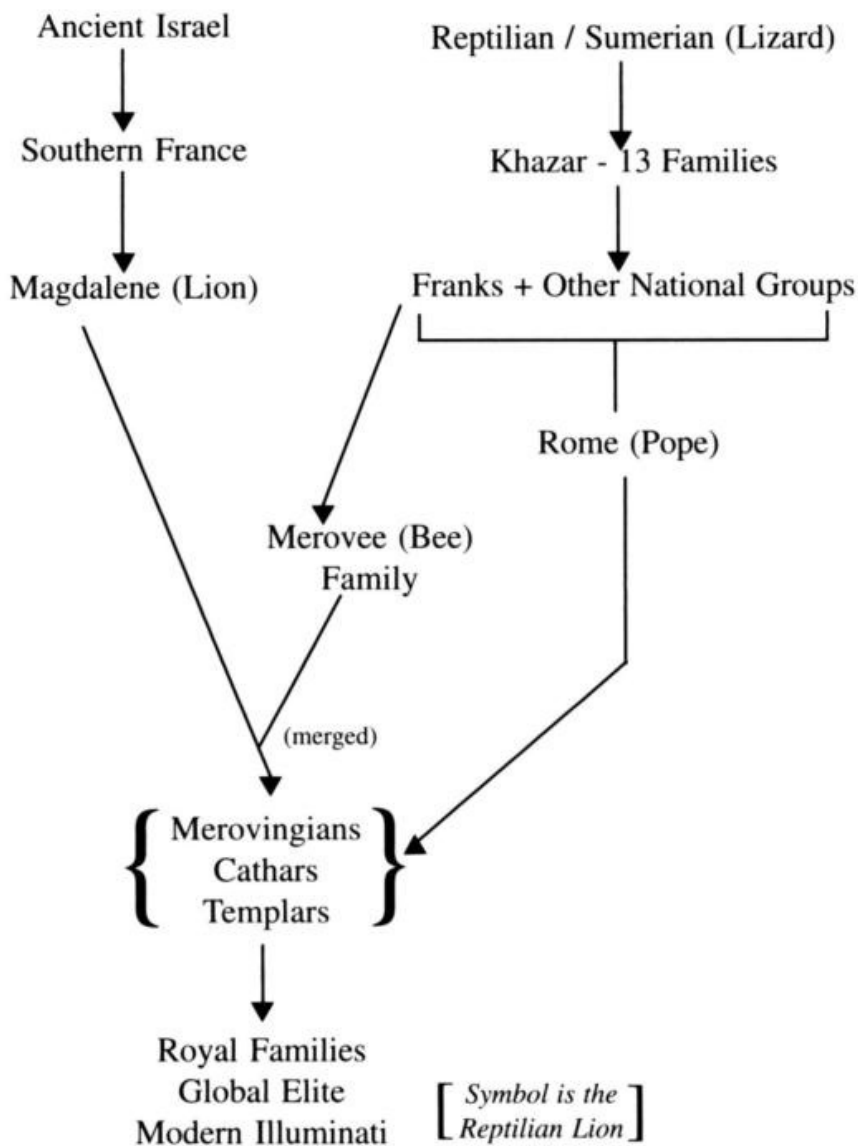 Ancient Israel
Reptilian / Sumerian (Lizard)
Southern France
Khazar - 13 Families
Magdalene (Lion)
Franks + Other National Groups
Rome (Pope)
Merovee (Bee)
Family
(merged)
Merovingians
Cathars
Templars
Royal Families
Global Elite
Modern Illuminati
Symbol is the
Reptilian Lion